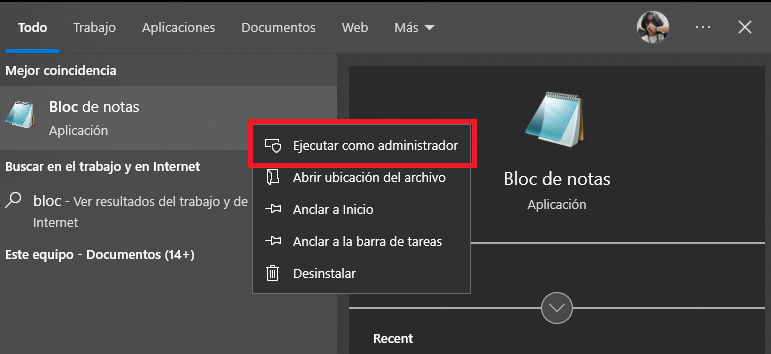 Todo Trabajo Aplicaciones Documentos Web Más
Mejor coincidencia
Bloc de notas
Aplicación
Buscar en el trabajo y en Internet
bloc - Ver resultados del trabajo y de
Internet
Este equipo - Documentos (14+)
Ejecutar como administrador
Abrir ubicación del archivo
Anclar a Inicio
Anclar a la barra de tareas
Desinstalar
Bloc de notas
Aplicación
Recent